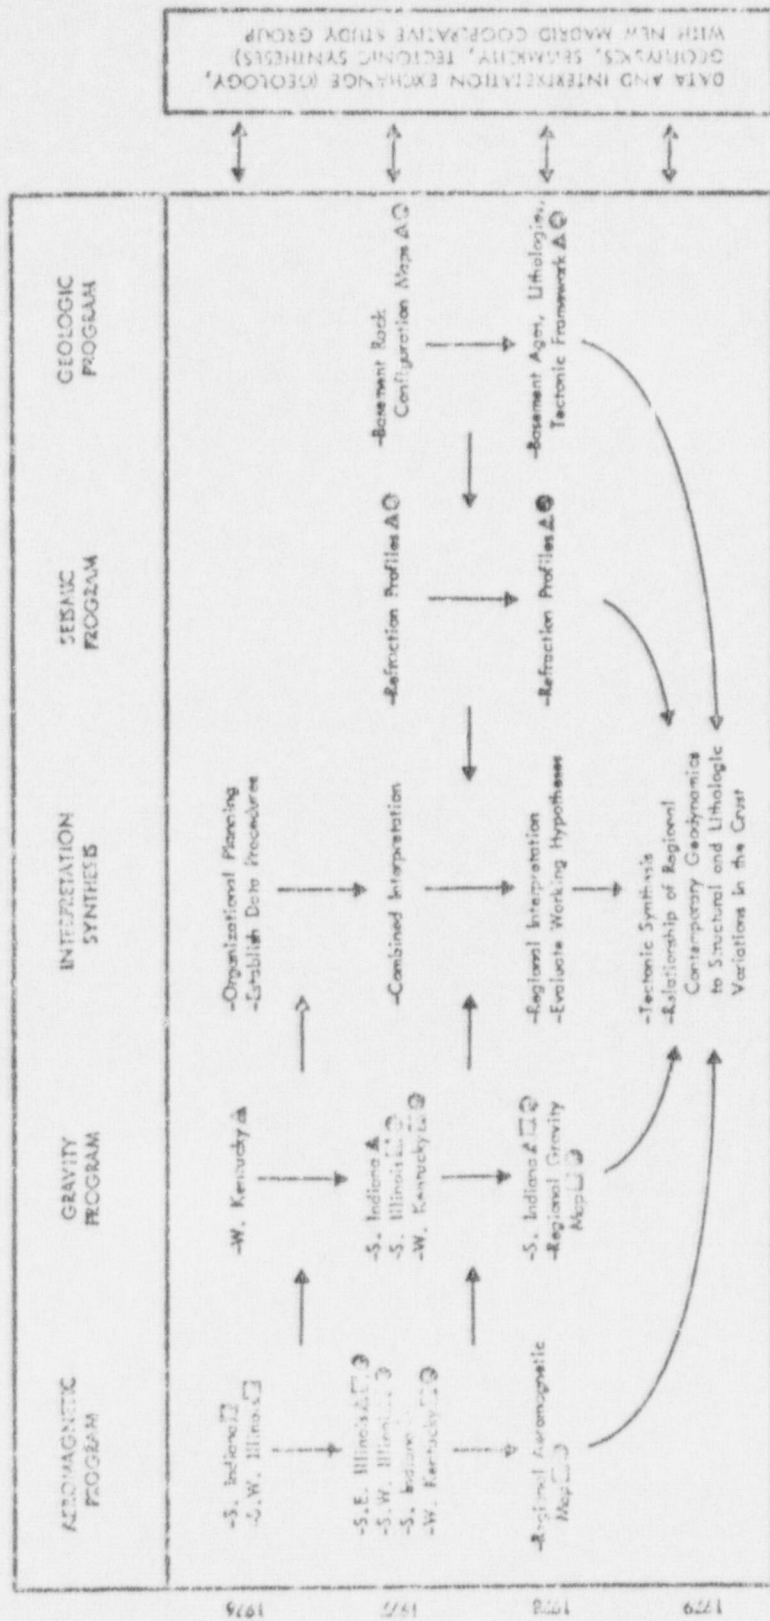 AEROMAGNETIC
PROGRAM
GRAVITY
PROGRAM
INTERPRETATION
SYNTHESIS
SEISMIC
PROGRAM
GEOLOGIC
PROGRAM
1976
-S. Indiana□
-S.W. Illinois□
-W. Kentucky△
-Organizational Planning
-Establish Data Procedures
1977
-S.E. Illinois
-S.W. Illinois
-S. Indiana
-W. Kentucky
-S. Indiana▲
-S. Illinois
-W. Kentucky
-Combined Interpretation
-Refraction Profiles
-Basement Rock
Configuration Maps
1978
-Regional Aeromagnetic
Map
-S. Indiana
-Regional Gravity
Map
-Regional Interpretation
-Evaluate Working Hypotheses
-Refraction Profiles
-Basement Ages, Lithologies,
Tectonic Framework
1979
-Tectonic Synthesis
-Relationship of Regional
Contemporary Geodynamics
to Structural and Lithologic
Variations in the Crust
DATA AND INTERPRETATION EXCHANGE (GEOLOGY,
GEOPHYSICS, SEISMICITY, TECTONIC SYNTHESES)
WITH NEW MADRID COOPERATIVE STUDY GROUP